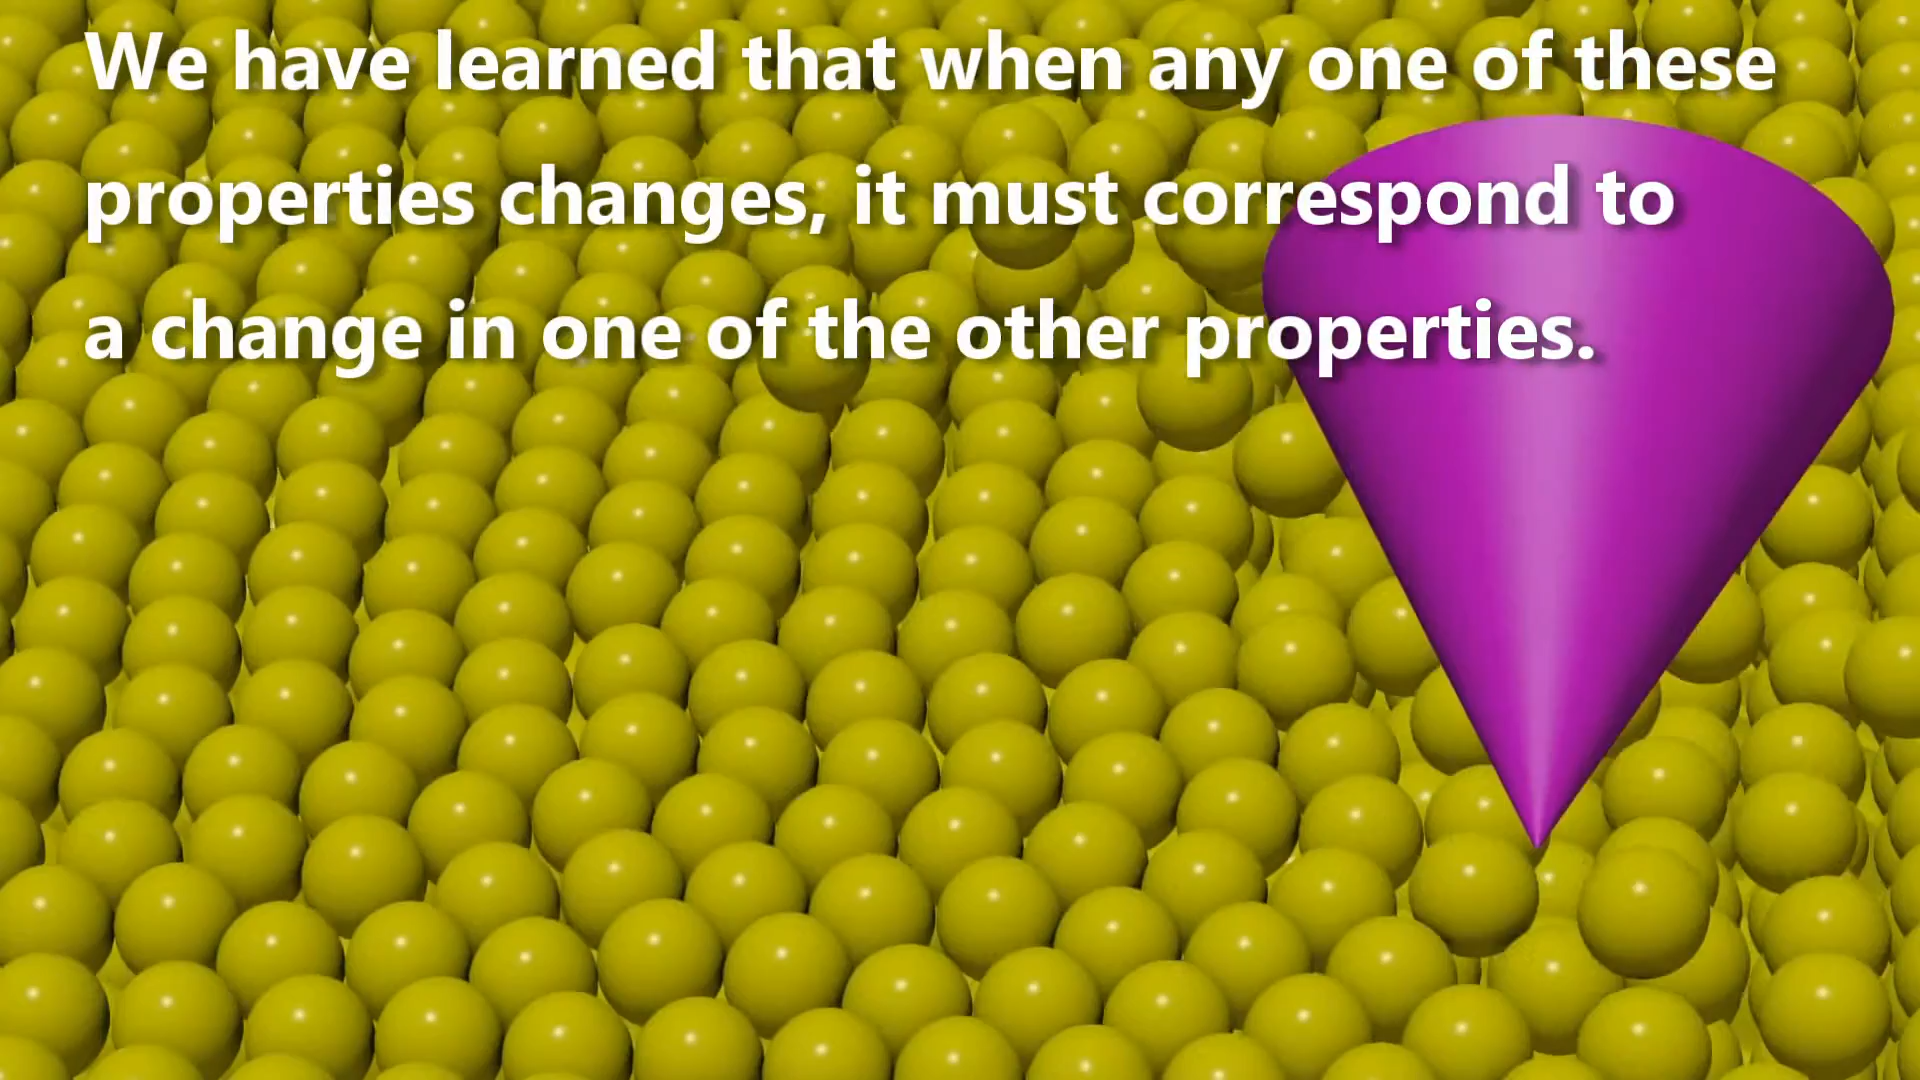 We have learned that when any one of these
properties changes, it must correspond to
a change in one of the other properties.